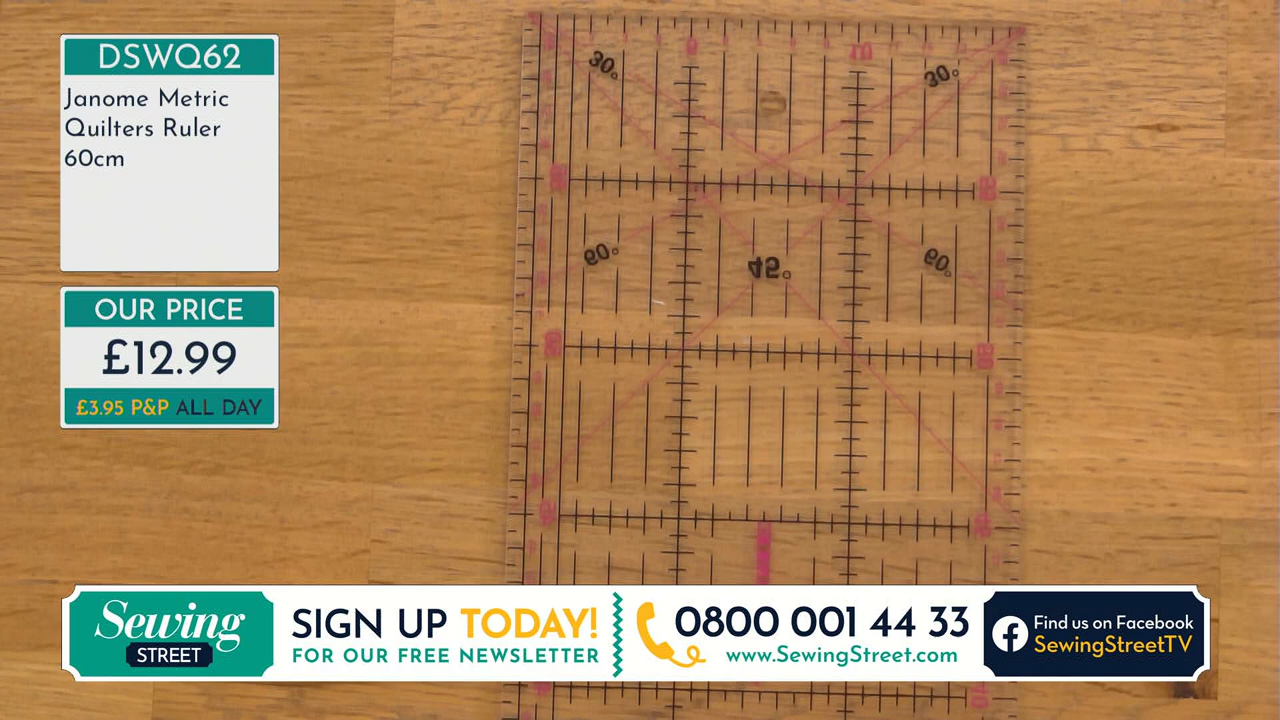 DSWQ62
Janome Metric
Quilters Ruler
60cm
OUR PRICE
£12.99
£3.95 P&P ALL DAY
30°
30°
60°
45°
60°
Sewing
STREET
SIGN UP TODAY!
FOR OUR FREE NEWSLETTER
0800 001 44 33
www.SewingStreet.com
Find us on Facebook
SewingStreetTV